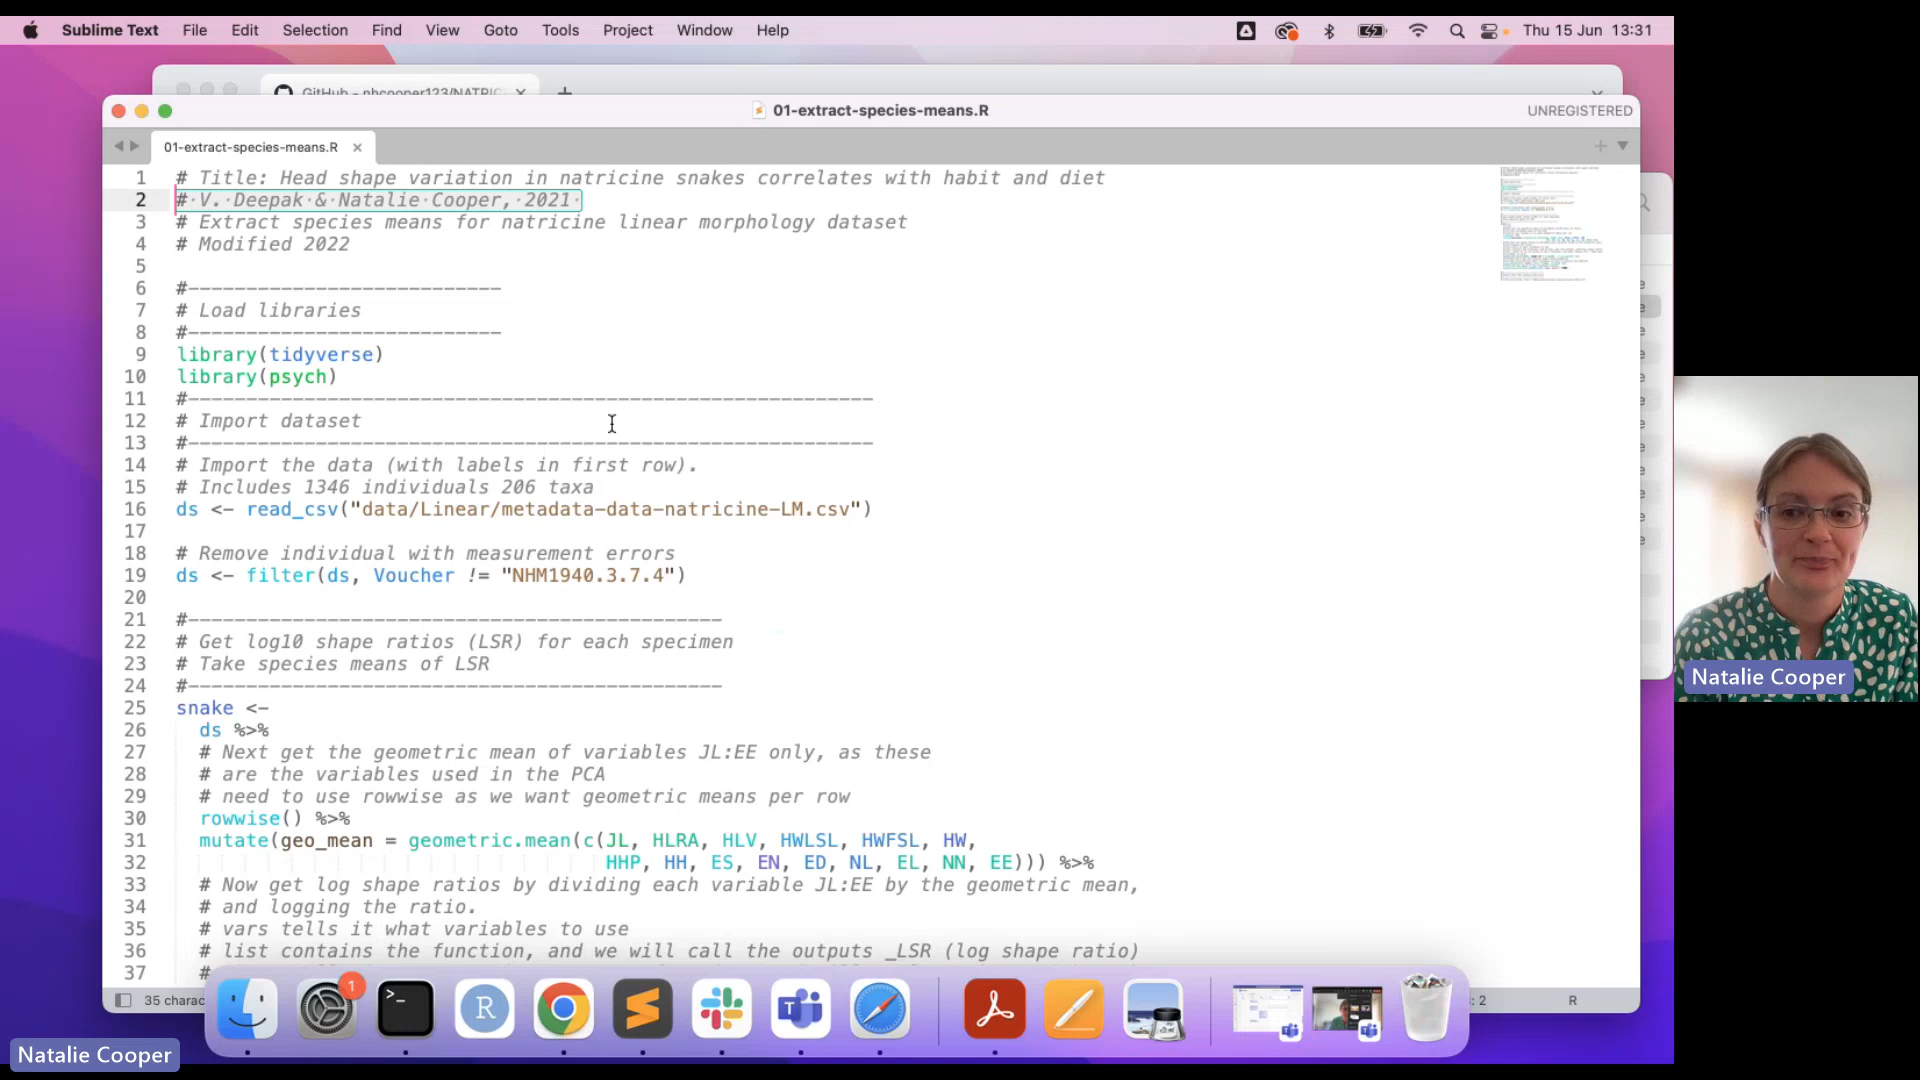 Sublime Text File Edit Selection Find View Goto Tools Project Window Help Thu 15 Jun 13:31
GitHub - nhcooper123/NATRIC
01-extract-species-means.R UNREGISTERED
01-extract-species-means.R
1 # Title: Head shape variation in natricine snakes correlates with habit and diet
2 # V. Deepak & Natalie Cooper, 2021
3 # Extract species means for natricine linear morphology dataset
4 # Modified 2022
5
6 #---------------------------
7 # Load libraries
8 #---------------------------
9 library(tidyverse)
10 library(psych)
11 #-----------------------------------------------------------
12 # Import dataset
13 #-----------------------------------------------------------
14 # Import the data (with labels in first row).
15 # Includes 1346 individuals 206 taxa
16 ds <- read_csv("data/Linear/metadata-data-natricine-LM.csv")
17
18 # Remove individual with measurement errors
19 ds <- filter(ds, Voucher != "NHM1940.3.7.4")
20
21 #----------------------------------------------
22 # Get log10 shape ratios (LSR) for each specimen
23 # Take species means of LSR
24 #----------------------------------------------
25 snake <-
26 ds %>%
27 # Next get the geometric mean of variables JL:EE only, as these
28 # are the variables used in the PCA
29 # need to use rowwise as we want geometric means per row
30 rowwise() %>%
31 mutate(geo_mean = geometric.mean(c(JL, HLRA, HLV, HWLSL, HWFSL, HW,
32 HHP, HH, ES, EN, ED, NL, EL, NN, EE))) %>%
33 # Now get log shape ratios by dividing each variable JL:EE by the geometric mean,
34 # and logging the ratio.
35 # vars tells it what variables to use
36 # list contains the function, and we will call the outputs _LSR (log shape ratio)
37 #
35 charac : 2 R
1
Natalie Cooper
Natalie Cooper